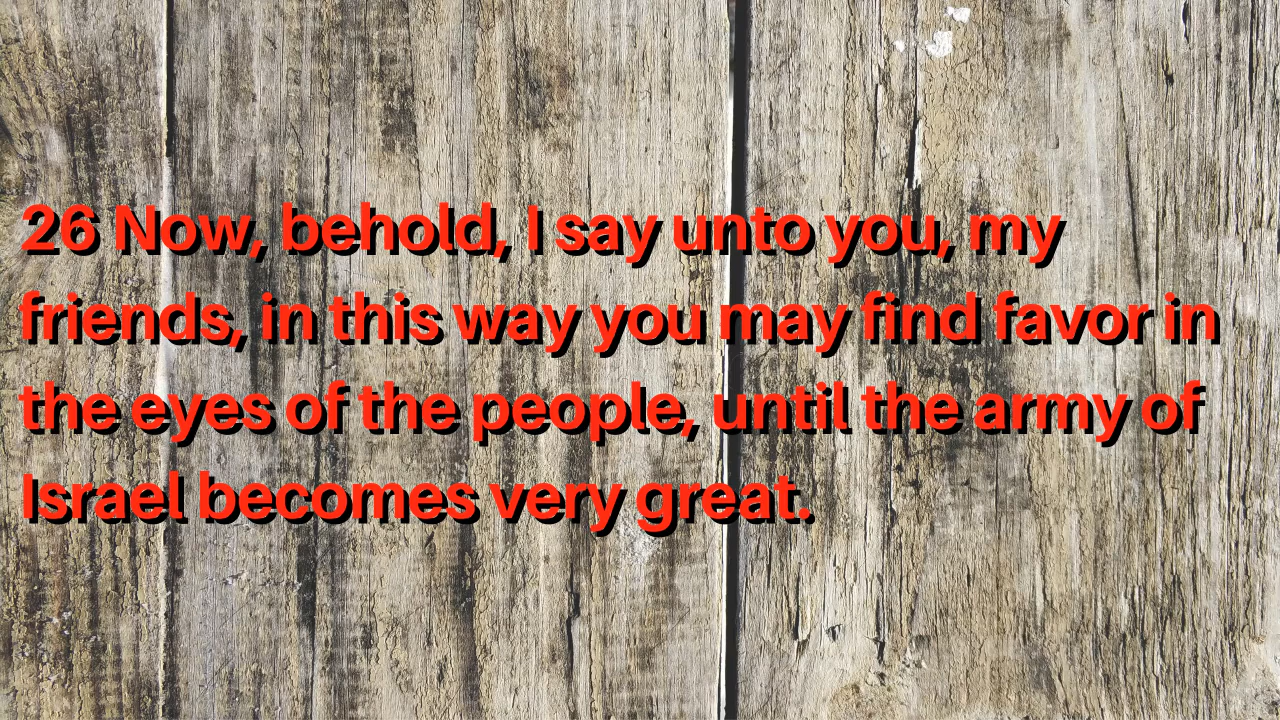 26 Now, behold, I say unto you, my
friends, in this way you may find favor in
the eyes of the people, until the army of
Israel becomes very great.